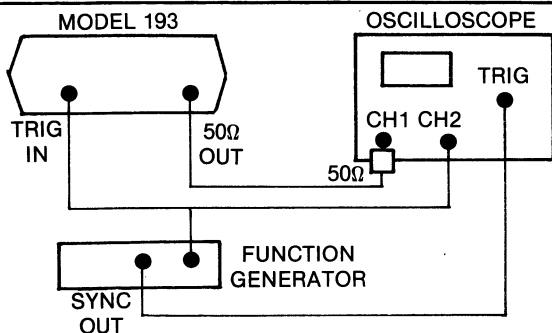 MODEL 193
OSCILLOSCOPE
TRIG
TRIG
IN
50Ω
OUT
CH1 CH2
50Ω
FUNCTION
GENERATOR
SYNC
OUT